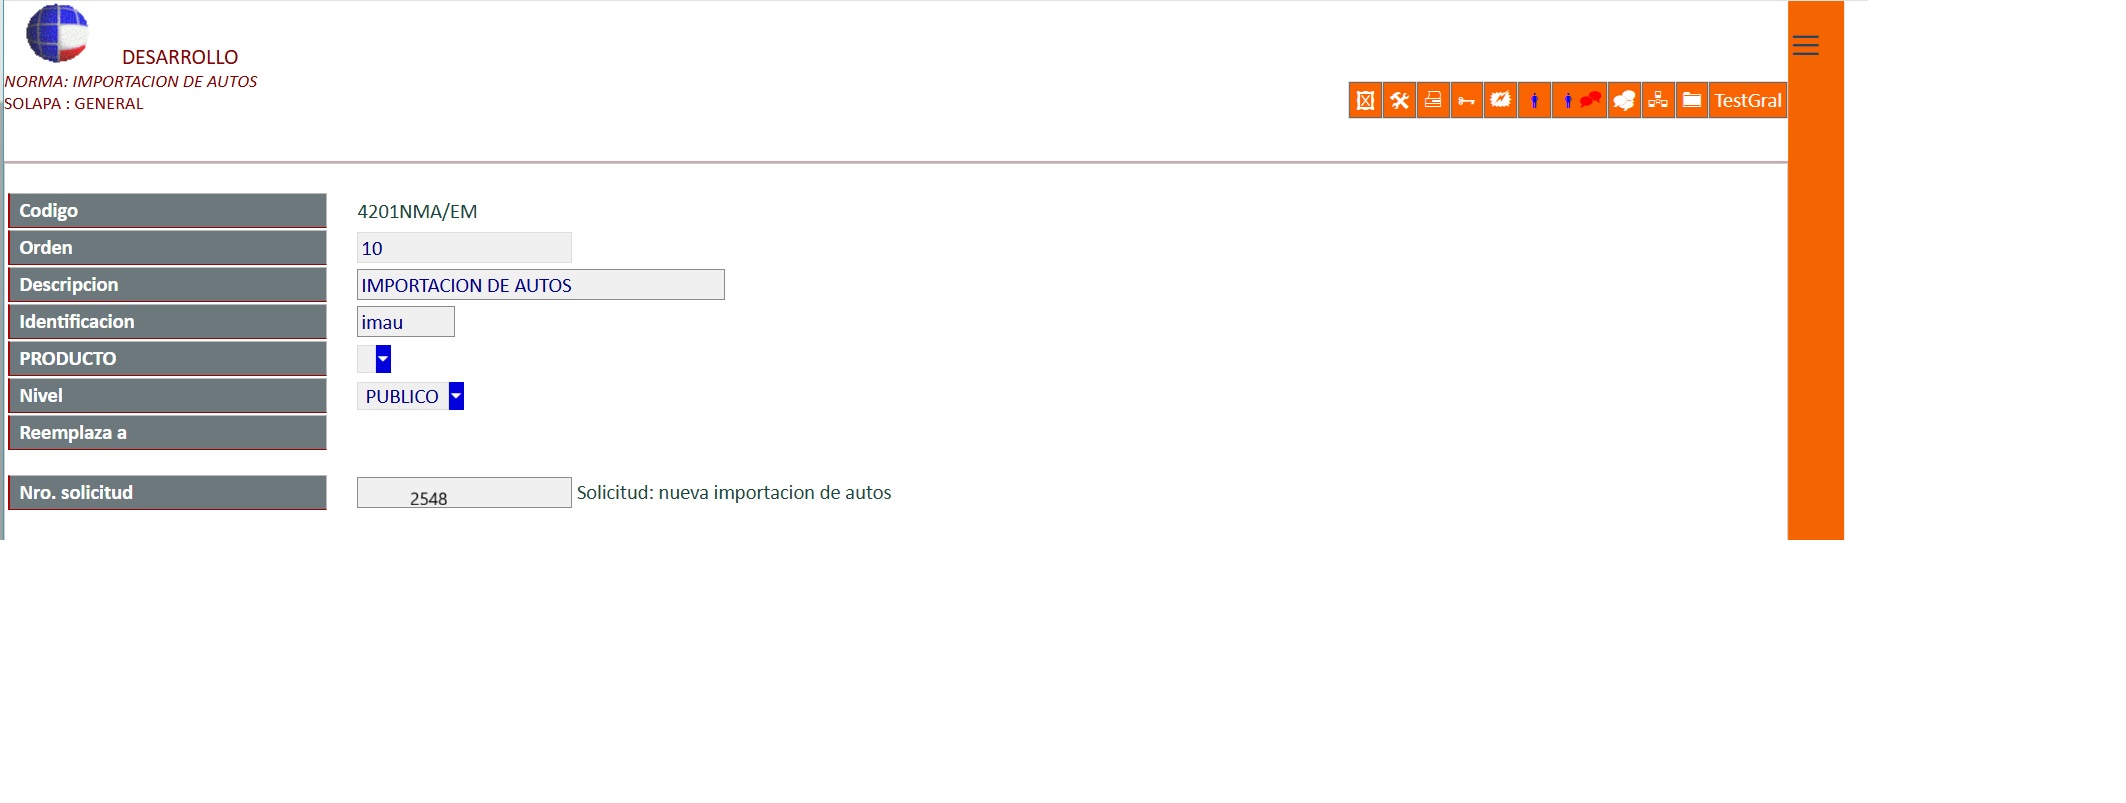 DESARROLLO
NORMA: IMPORTACION DE AUTOS
SOLAPA : GENERAL
TestGral
Codigo 4201NMA/EM
Orden 10
Descripcion IMPORTACION DE AUTOS
Identificacion imau
PRODUCTO
Nivel PUBLICO
Reemplaza a
Nro. solicitud 2548 Solicitud: nueva importacion de autos